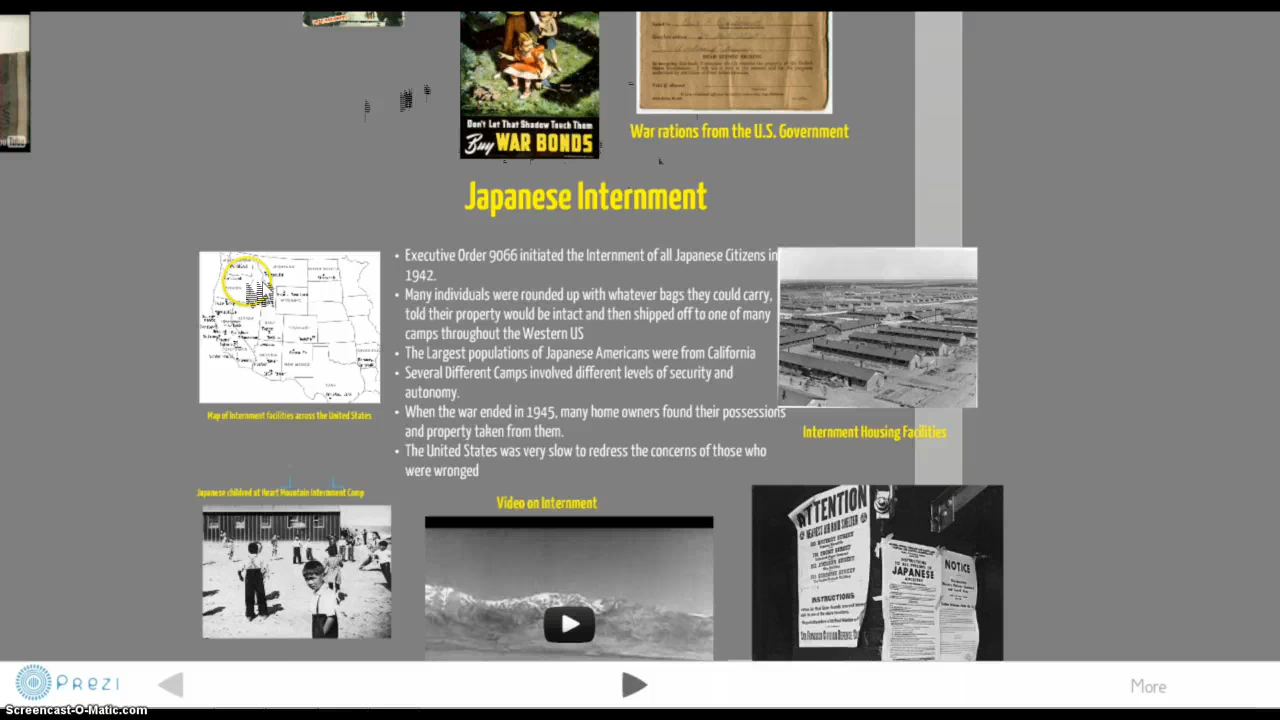 Don't Let That Shadow Touch Them
Buy WAR BONDS
War rations from the U.S. Government
Japanese Internment
• Executive Order 9066 initiated the Internment of all Japanese Citizens in
1942.
• Many individuals were rounded up with whatever bags they could carry,
told their property would be intact and then shipped off to one of many
camps throughout the Western US
• The Largest populations of Japanese Americans were from California
• Several Different Camps involved different levels of security and
autonomy.
• When the war ended in 1945, many home owners found their possessions
and property taken from them.
• The United States was very slow to redress the concerns of those who
were wronged
Map of Internment facilities across the United States
Internment Housing Facilities
Japanese childred at Heart Mountain Internment Camp
Video on Internment
ATTENTION
NEAREST AIR RAID SHELTER
INSTRUCTIONS
JAPANESE
NOTICE
Prezi
More
Screencast-O-Matic.com